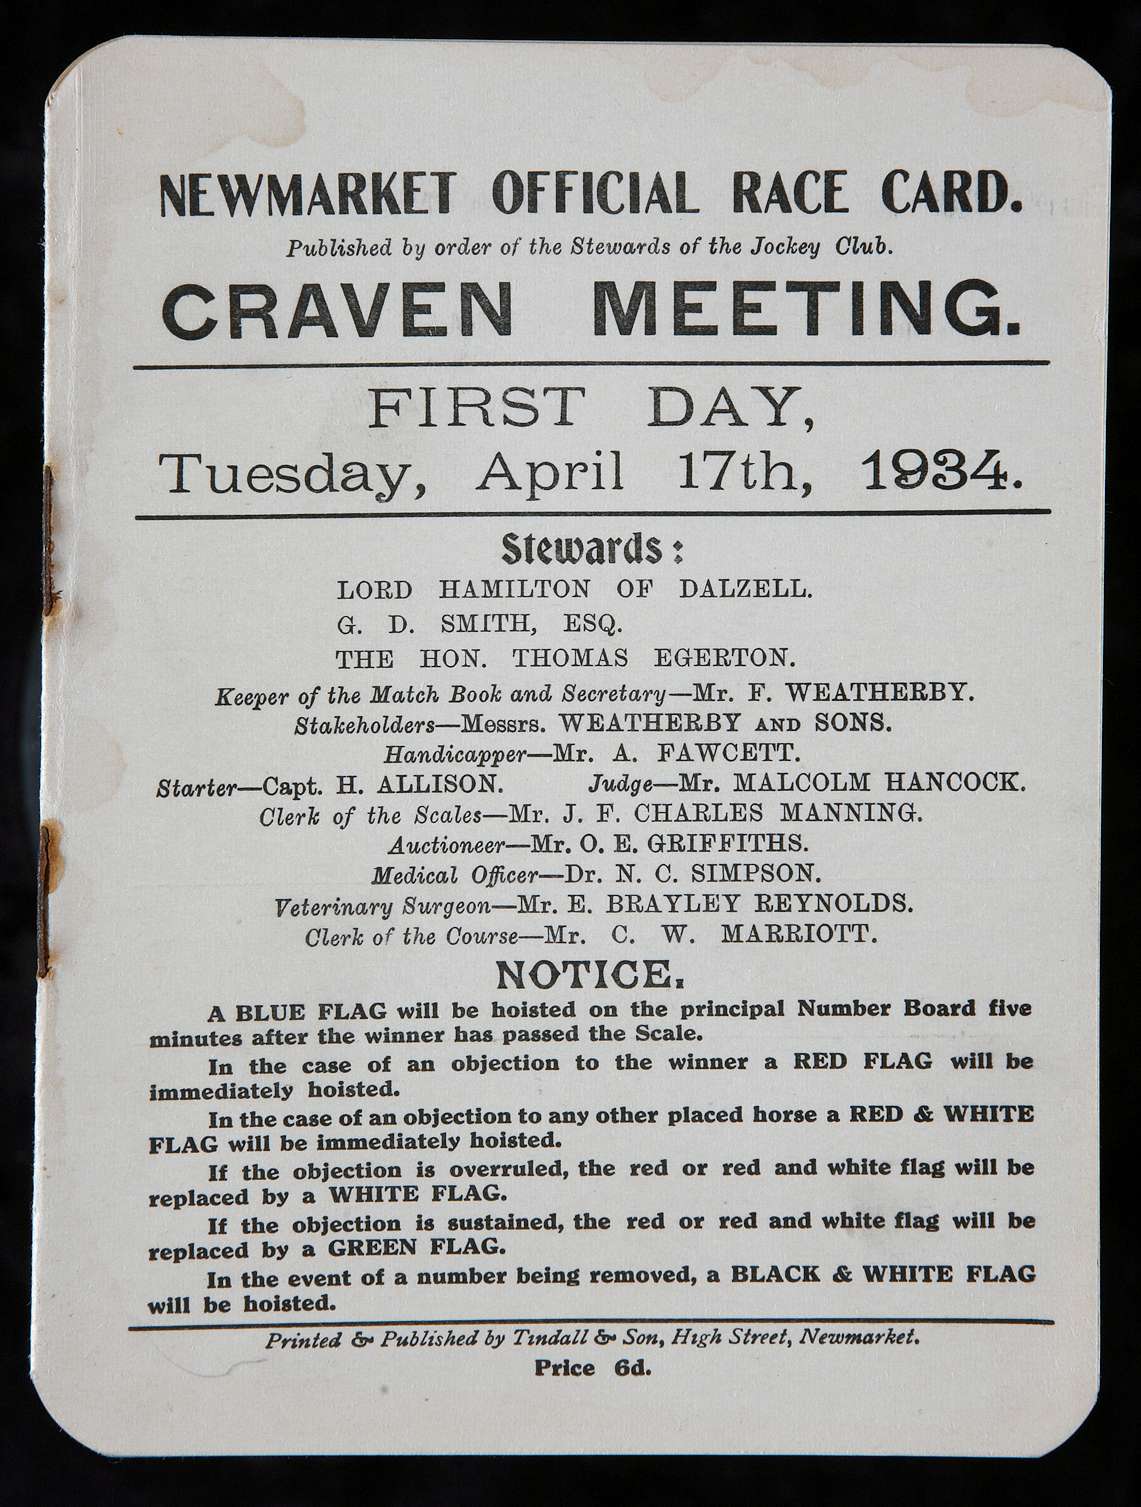 NEWMARKET OFFICIAL RACE CARD.
Published by order of the Stewards of the Jockey Club.
CRAVEN MEETING.
FIRST DAY,
Tuesday, April 17th, 1934.
Stewards:
LORD HAMILTON OF DALZELL.
G. D. SMITH, ESQ.
THE HON. THOMAS EGERTON.
Keeper of the Match Book and Secretary—Mr. F. WEATHERBY.
Stakeholders—Messrs. WEATHERBY AND SONS.
Handicapper—Mr. A. FAWCETT.
Starter—Capt. H. ALLISON. Judge—Mr. MALCOLM HANCOCK.
Clerk of the Scales—Mr. J. F. CHARLES MANNING.
Auctioneer—Mr. O. E. GRIFFITHS.
Medical Officer—Dr. N. C. SIMPSON.
Veterinary Surgeon—Mr. E. BRAYLEY REYNOLDS.
Clerk of the Course—Mr. C. W. MARRIOTT.
NOTICE.
A BLUE FLAG will be hoisted on the principal Number Board five
minutes after the winner has passed the Scale.
In the case of an objection to the winner a RED FLAG will be
immediately hoisted.
In the case of an objection to any other placed horse a RED & WHITE
FLAG will be immediately hoisted.
If the objection is overruled, the red or red and white flag will be
replaced by a WHITE FLAG.
If the objection is sustained, the red or red and white flag will be
replaced by a GREEN FLAG.
In the event of a number being removed, a BLACK & WHITE FLAG
will be hoisted.
Printed & Published by Tindall & Son, High Street, Newmarket.
Price 6d.